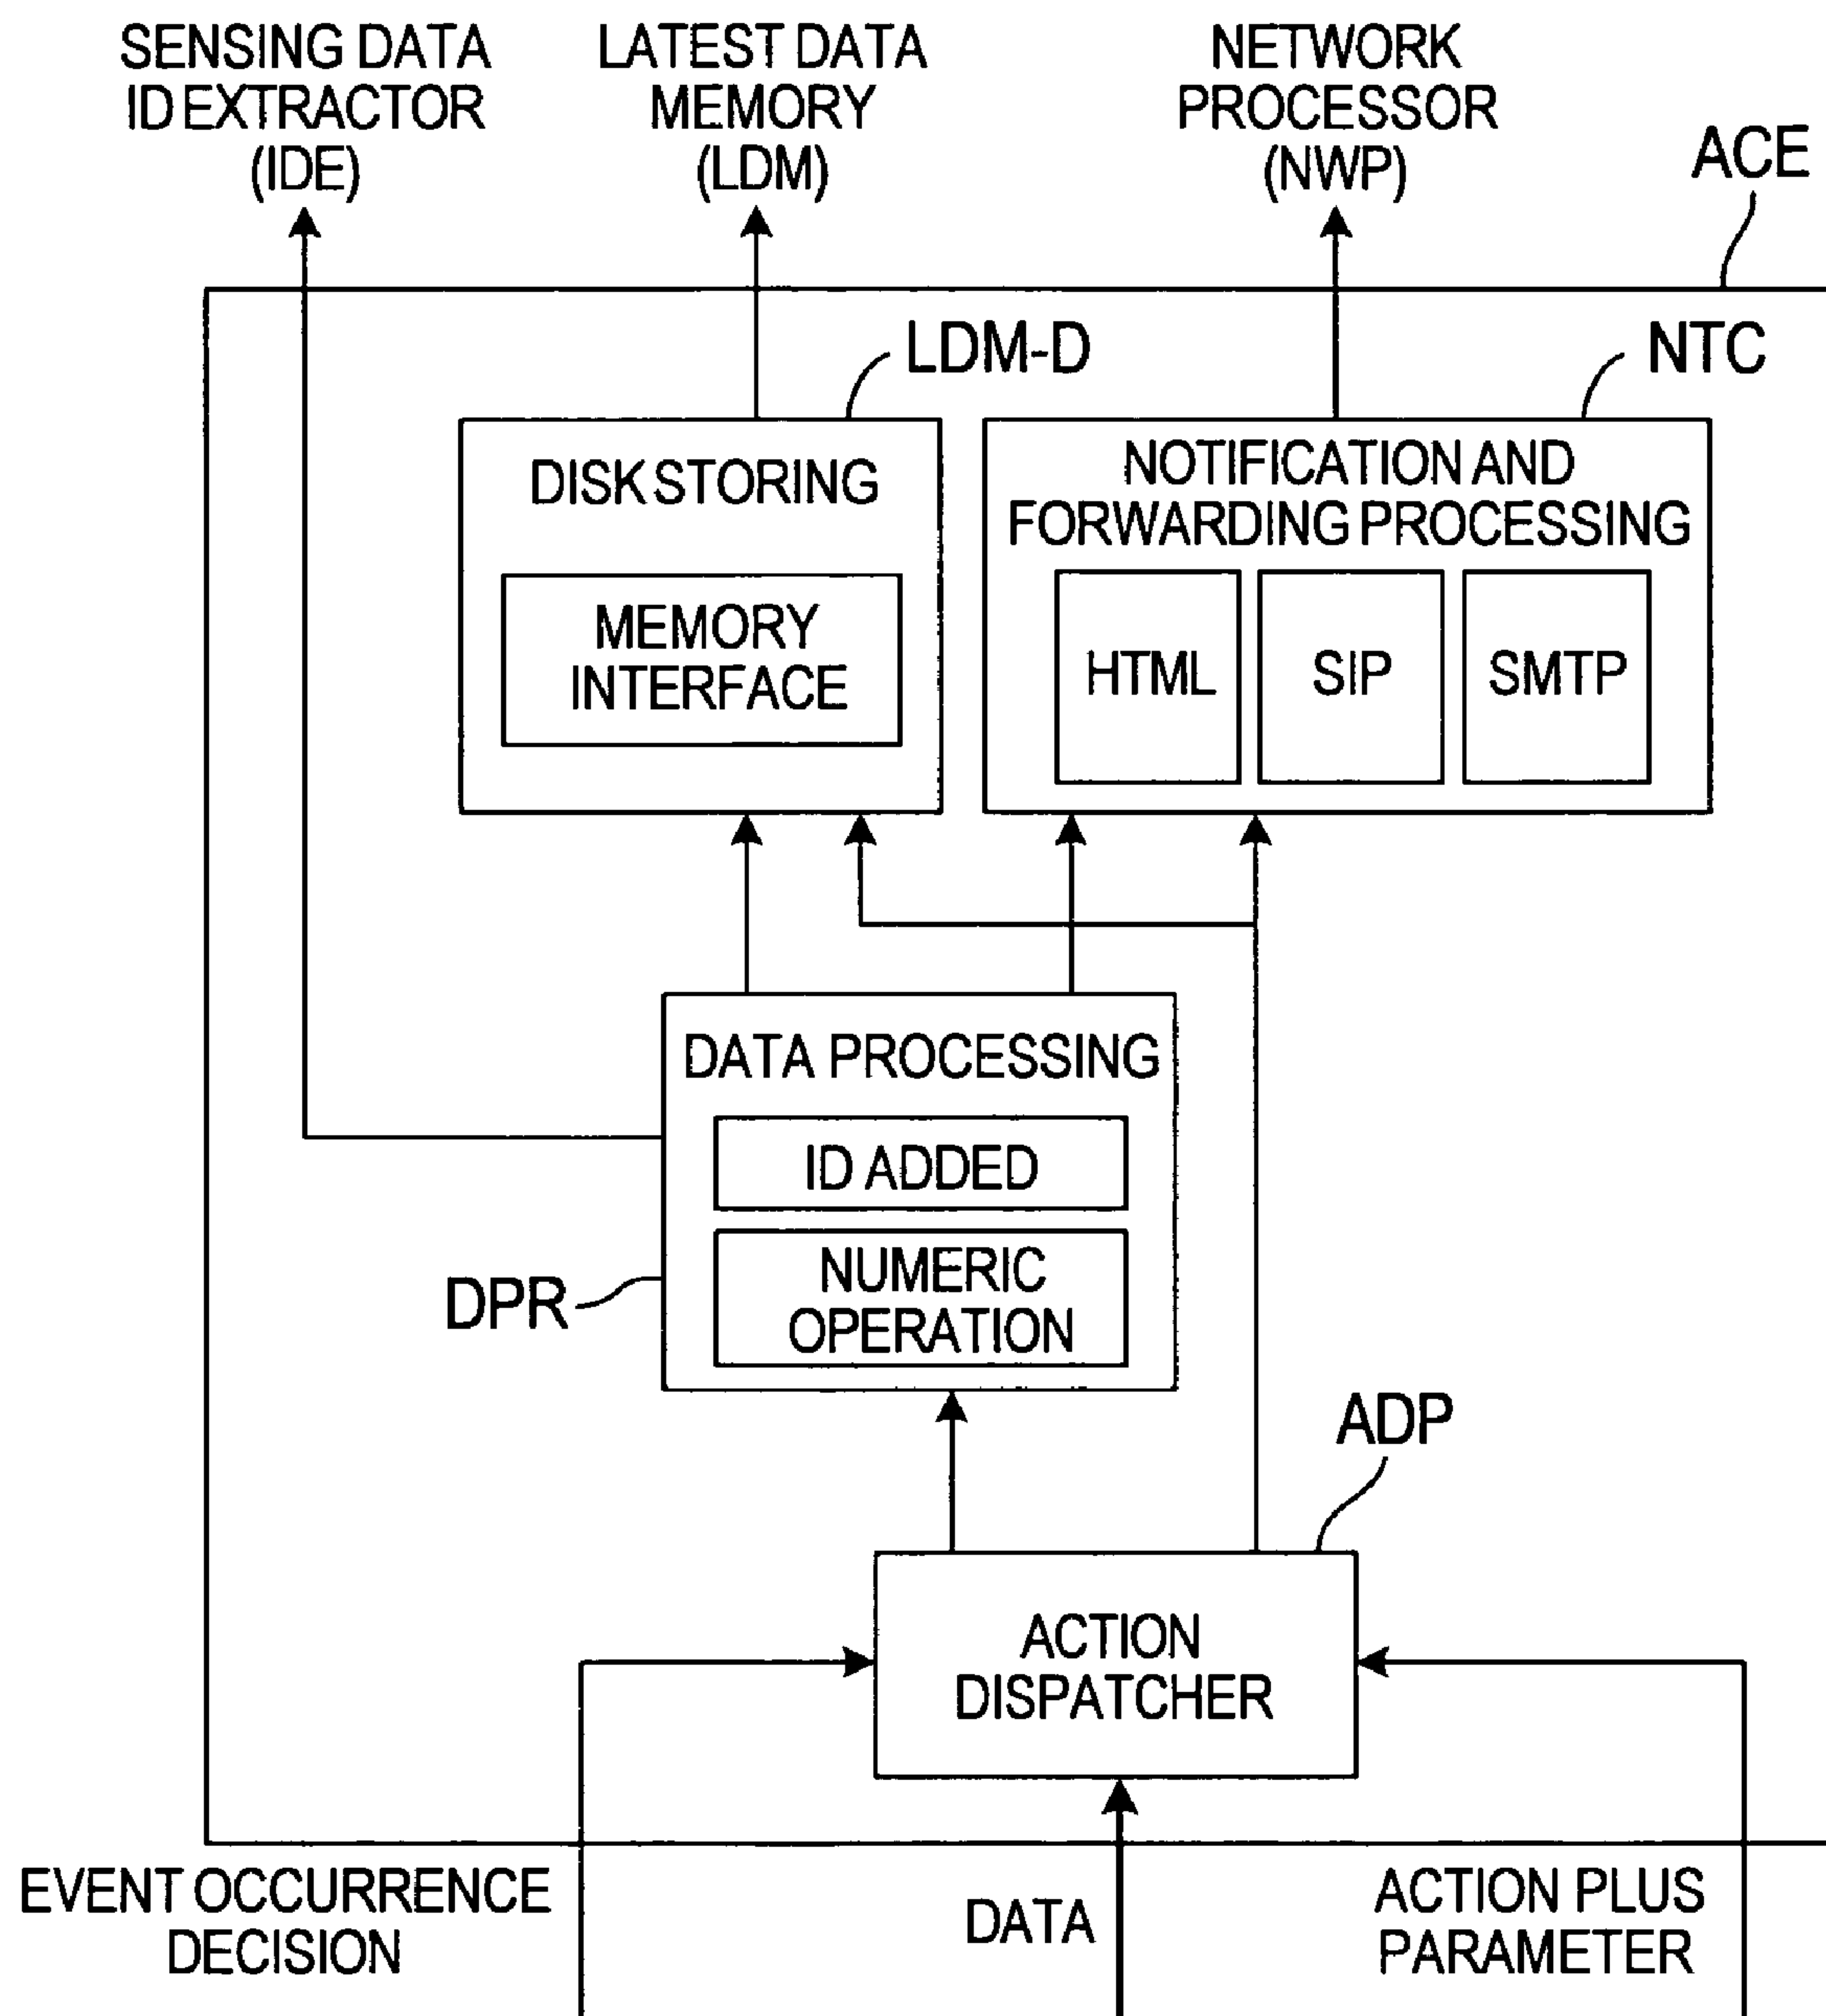 SENSING DATA
ID EXTRACTOR
(IDE)
LATEST DATA
MEMORY
(LDM)
NETWORK
PROCESSOR
(NWP)
ACE
LDM-D
NTC
DISK STORING
MEMORY
INTERFACE
NOTIFICATION AND
FORWARDING PROCESSING
HTML
SIP
SMTP
DATA PROCESSING
ID ADDED
NUMERIC
OPERATION
DPR
ADP
ACTION
DISPATCHER
EVENT OCCURRENCE
DECISION
DATA
ACTION PLUS
PARAMETER